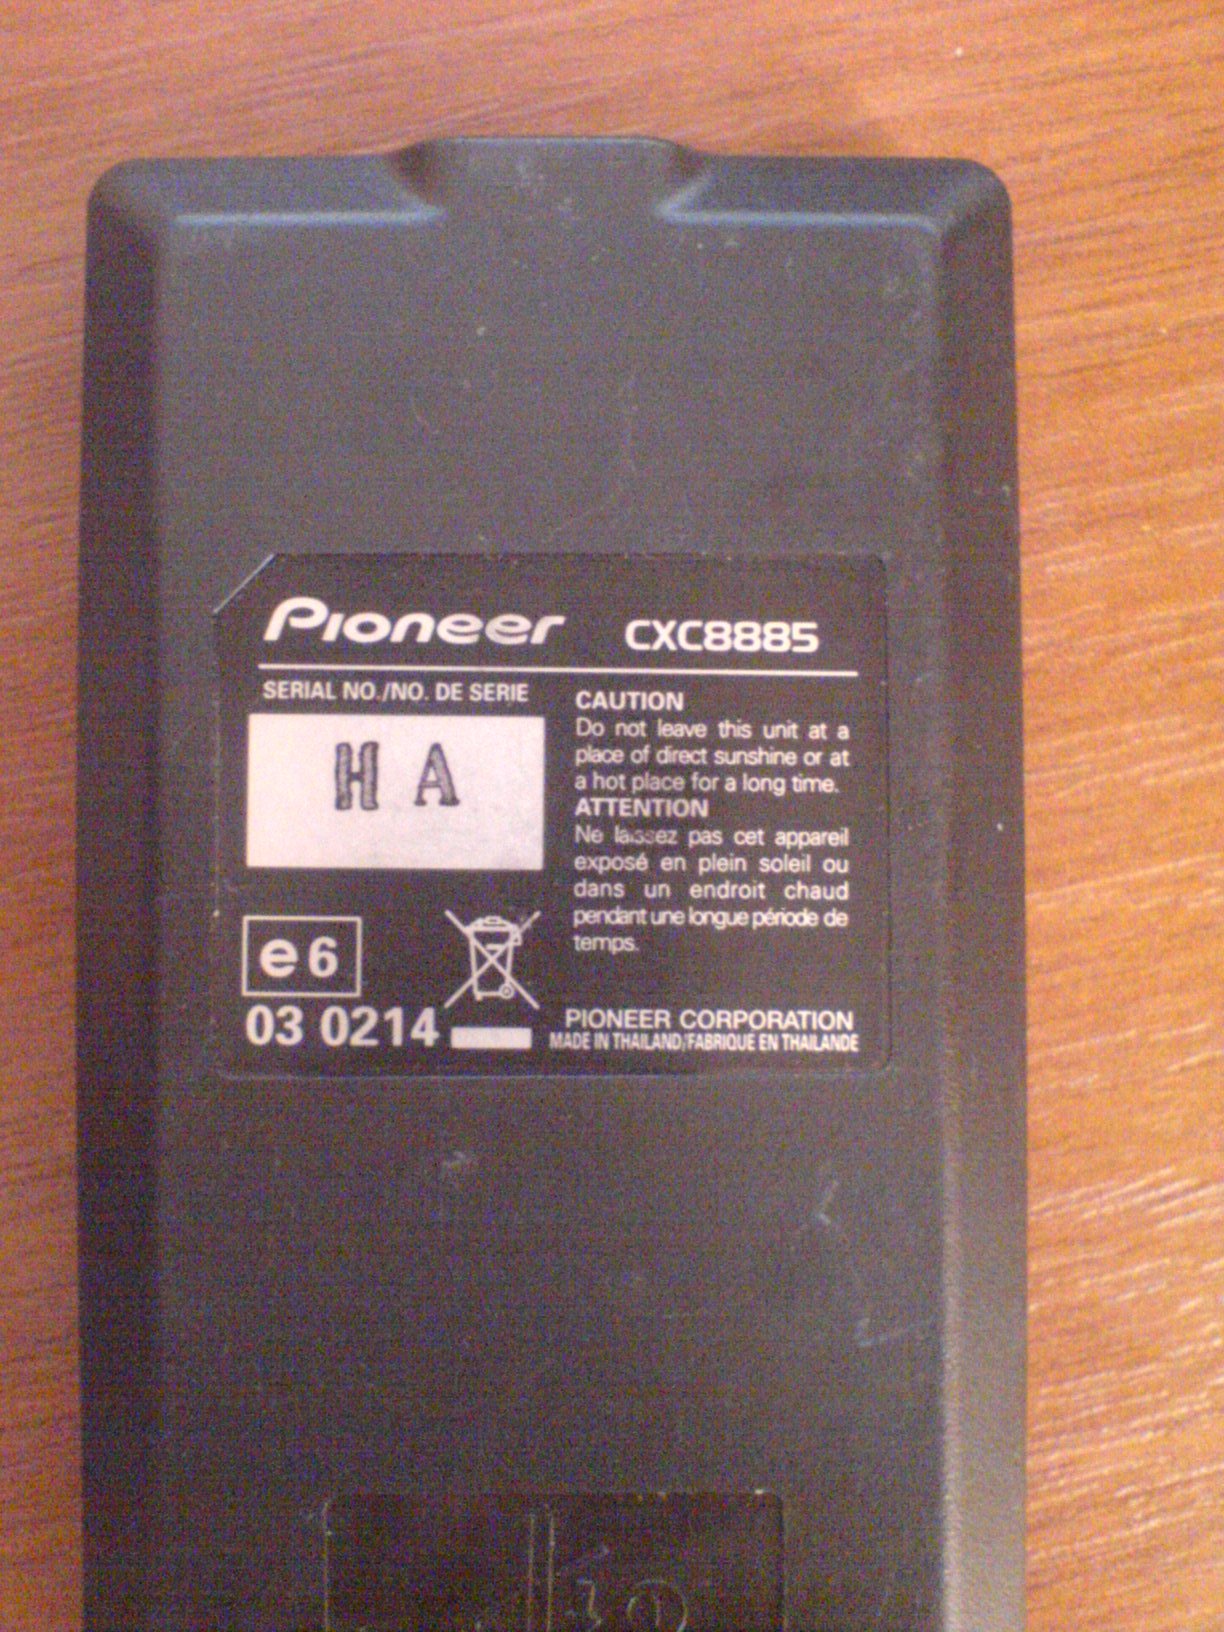 Pioneer CXC8885
SERIAL NO./NO. DE SERIE
H A
CAUTION
Do not leave this unit at a
place of direct sunshine or at
a hot place for a long time.
ATTENTION
Ne laissez pas cet appareil
exposé en plein soleil ou
dans un endroit chaud
pendant une longue période de
temps.
e6
03 0214
PIONEER CORPORATION
MADE IN THAILAND/FABRIQUE EN THAILANDE